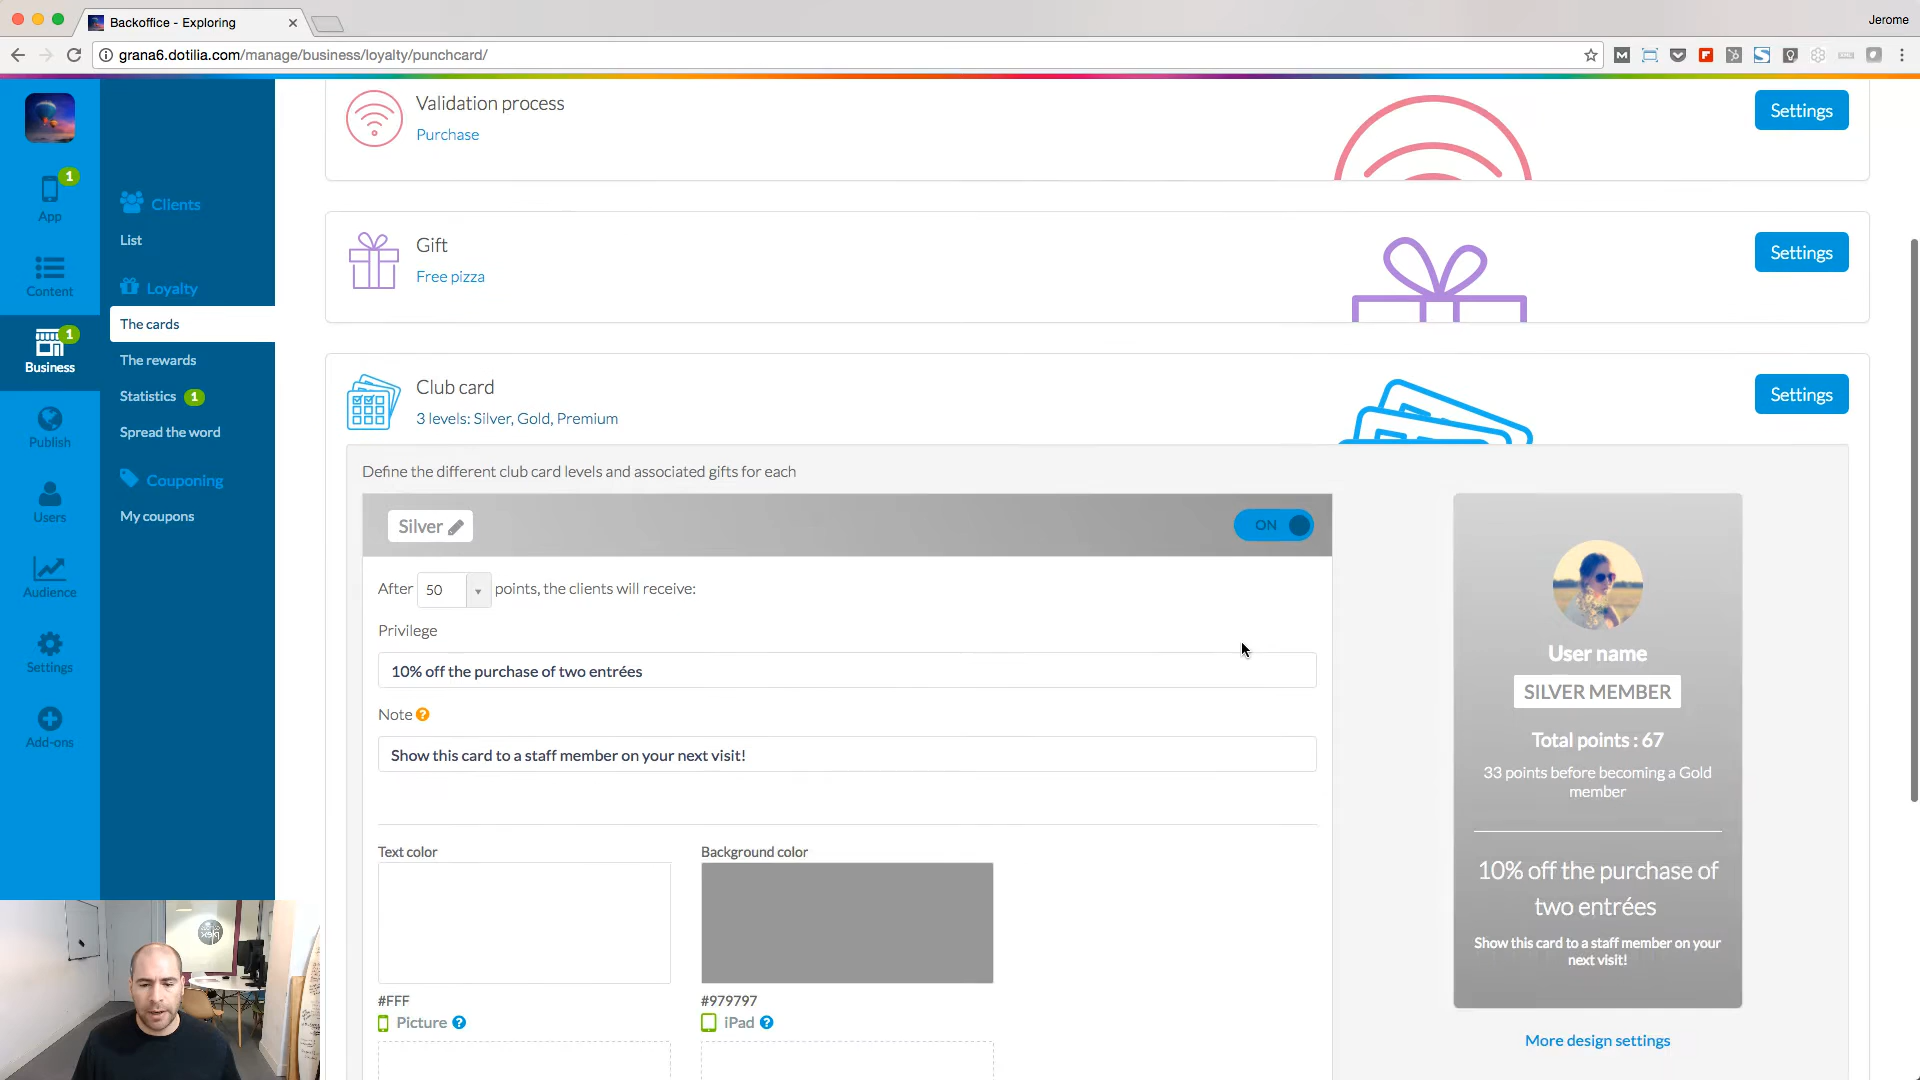 Backoffice - Exploring
Jerome
grana6.dotilia.com/manage/business/loyalty/punchcard/
App
1
Content
Business
1
Publish
Users
Audience
Settings
Add-ons
Clients
List
Loyalty
The cards
The rewards
Statistics 1
Spread the word
Couponing
My coupons
Validation process
Purchase
Settings
Gift
Free pizza
Settings
Club card
3 levels: Silver, Gold, Premium
Settings
Define the different club card levels and associated gifts for each
Silver
ON
After 50 points, the clients will receive:
Privilege
10% off the purchase of two entrées
Note ?
Show this card to a staff member on your next visit!
Text color
Background color
#FFF
#979797
Picture ?
iPad ?
User name
SILVER MEMBER
Total points : 67
33 points before becoming a Gold
member
10% off the purchase of
two entrées
Show this card to a staff member on your
next visit!
More design settings